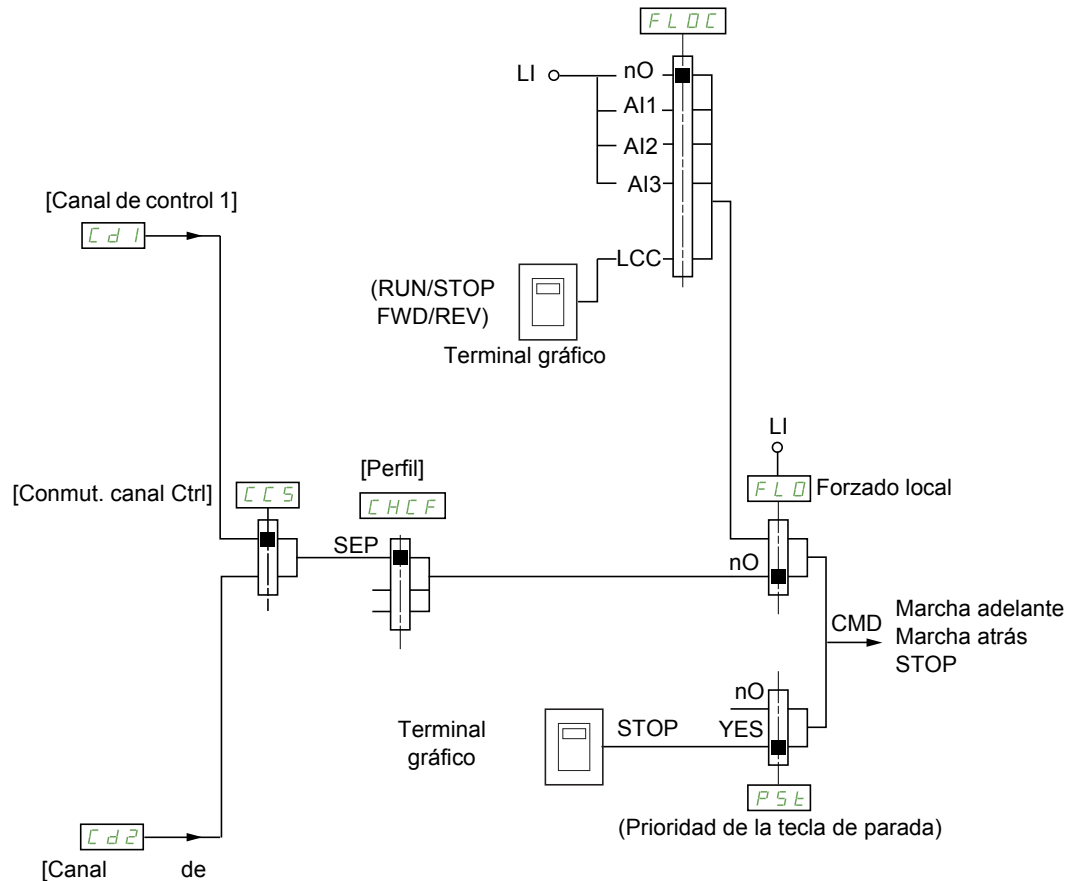 FLOC
LI
nO
AI1
AI2
AI3
[Canal de control 1]
Cd1
LCC
(RUN/STOP
FWD/REV)
Terminal gráfico
LI
[Perfil]
[Conmut. canal Ctrl]
CCS
CHCF
FLO
Forzado local
SEP
nO
CMD
Marcha adelante
Marcha atrás
STOP
nO
Terminal
gráfico
STOP
YES
PSt
(Prioridad de la tecla de parada)
Cd2
[Canal de